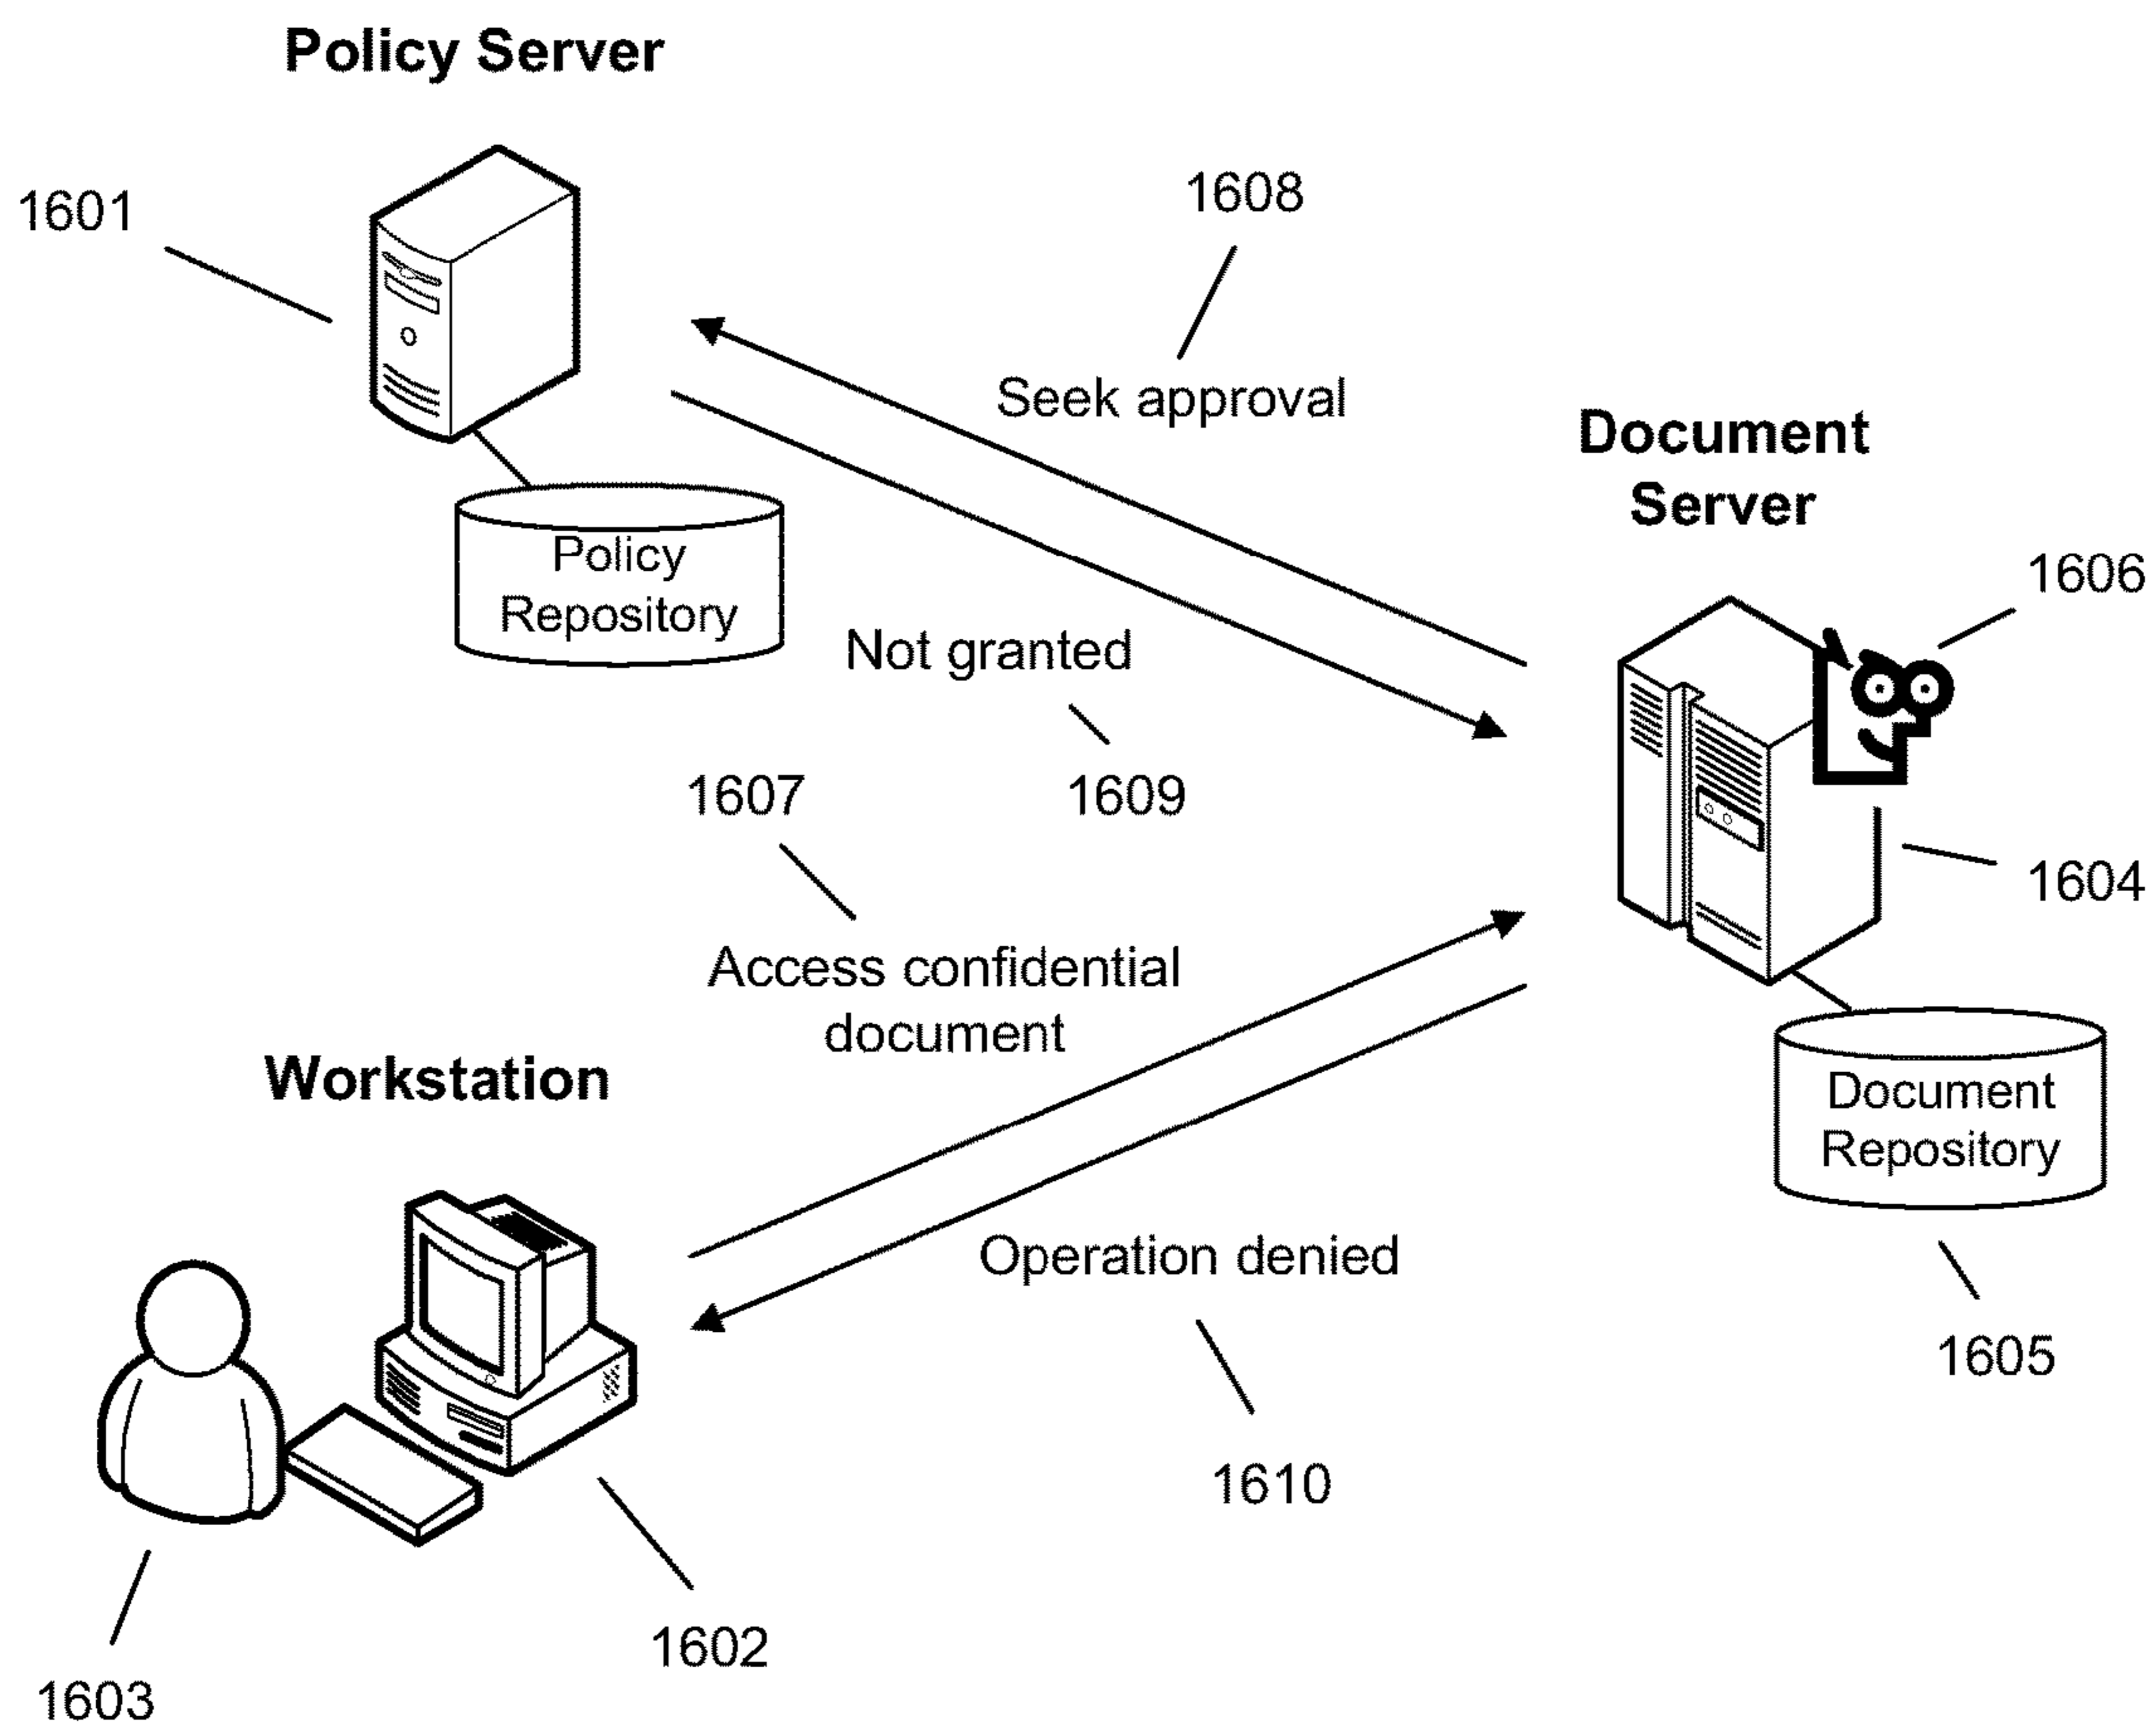 Policy Server
1601
1608
Seek approval
Document
Server
Policy
Repository
1606
Not granted
1607
1609
1604
Access confidential
document
Workstation
Document
Repository
Operation denied
1605
1610
1602
1603